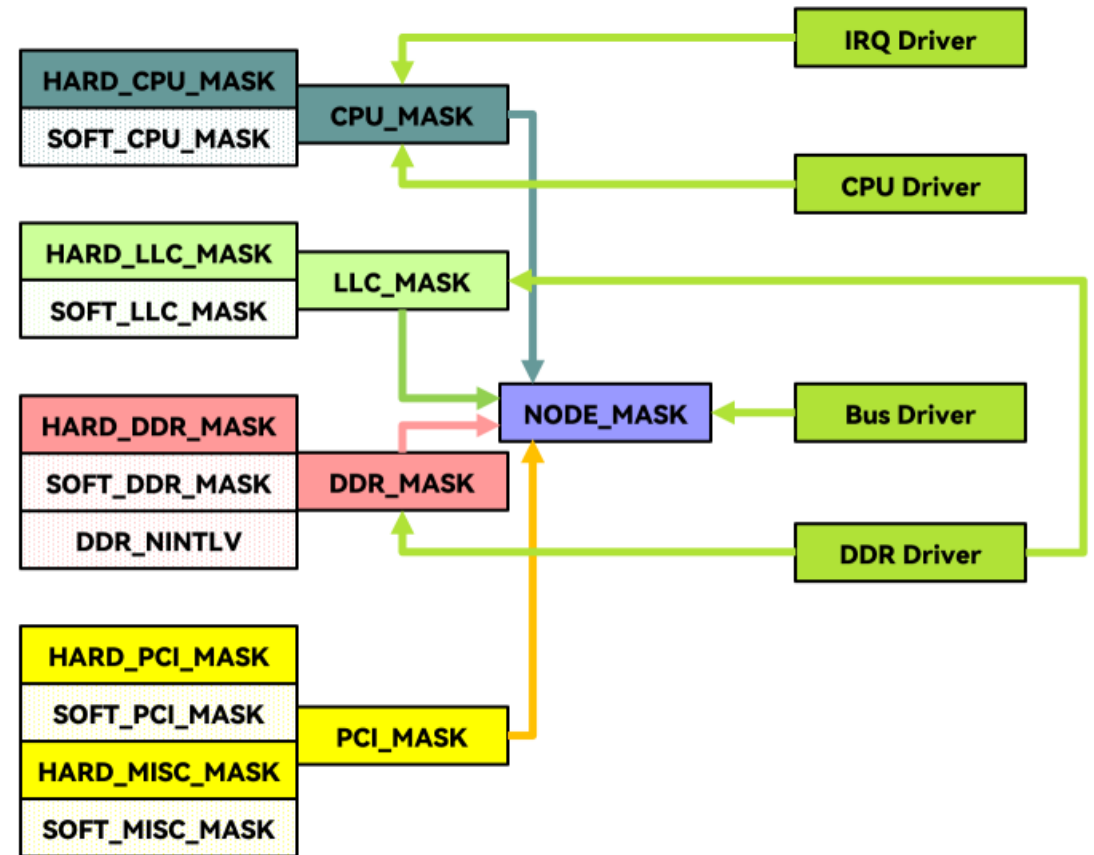 IRQ Driver
HARD_CPU_MASK
CPU_MASK
SOFT_CPU_MASK
CPU Driver
HARD_LLC_MASK
LLC_MASK
SOFT_LLC_MASK
HARD_DDR_MASK
NODE_MASK
Bus Driver
SOFT_DDR_MASK
DDR_MASK
DDR_NINTLV
DDR Driver
HARD_PCI_MASK
SOFT_PCI_MASK
PCI_MASK
HARD_MISC_MASK
SOFT_MISC_MASK